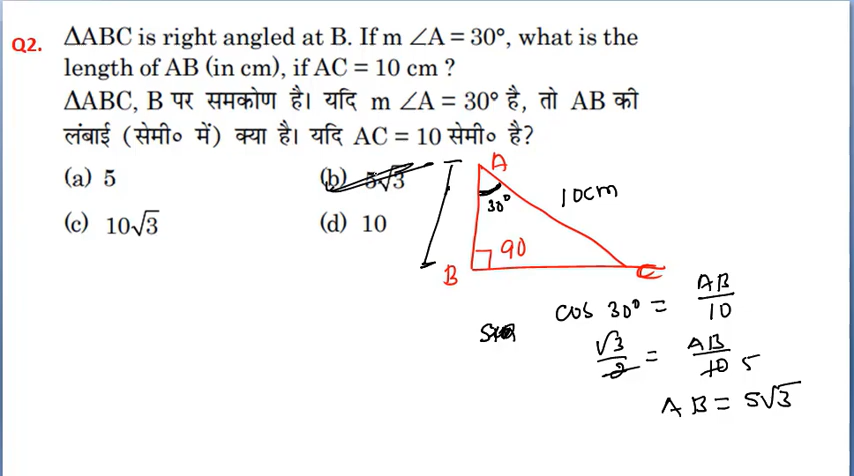 Q2. ΔABC is right angled at B. If m ∠A = 30°, what is the
length of AB (in cm), if AC = 10 cm ?
ΔABC, B पर समकोण है। यदि m ∠A = 30° है, तो AB की
लंबाई (सेमी॰ में) क्या है। यदि AC = 10 सेमी॰ है?
(a) 5
(b) 5√3
(c) 10√3
(d) 10
A
30°
10cm
90
B
C
cos 30° = AB/10
√3/2 = AB/10 5
AB = 5√3